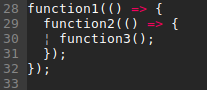 28 function1(() => {
29   function2(() => {
30   ¦ function3();
31   });
32 });
33